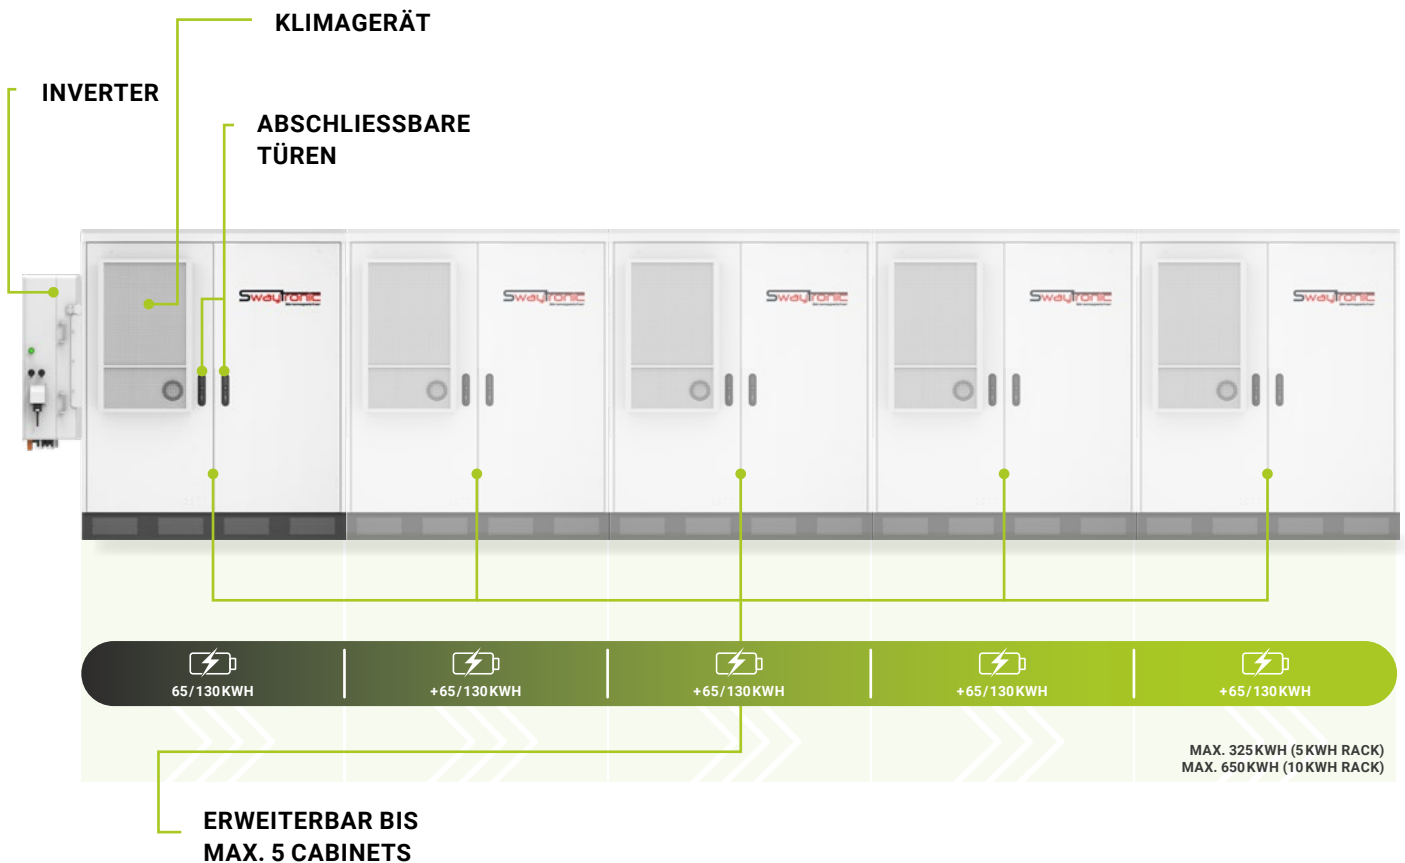 KLIMAGERÄT
INVERTER
ABSCHLIESSBARE
TÜREN
Swaytronic
Swaytronic
Swaytronic
Swaytronic
Swaytronic
65/130KWH
+65/130KWH
+65/130KWH
+65/130KWH
+65/130KWH
MAX. 325KWH (5KWH RACK)
MAX. 650KWH (10KWH RACK)
ERWEITERBAR BIS
MAX. 5 CABINETS